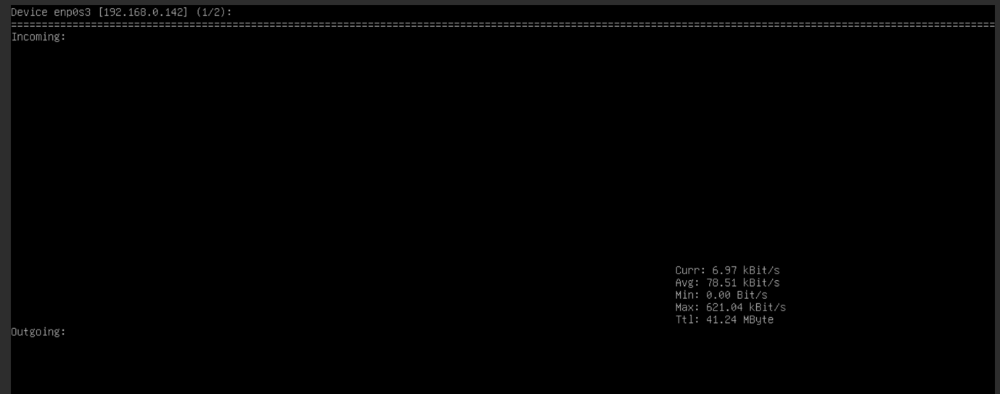 Device enp0s3 [192.168.0.142] (1/2):
================================================================================================================================================================
Incoming:
Curr: 6.97 kBit/s
Avg: 78.51 kBit/s
Min: 0.00 Bit/s
Max: 621.04 kBit/s
Ttl: 41.24 MByte
Outgoing: